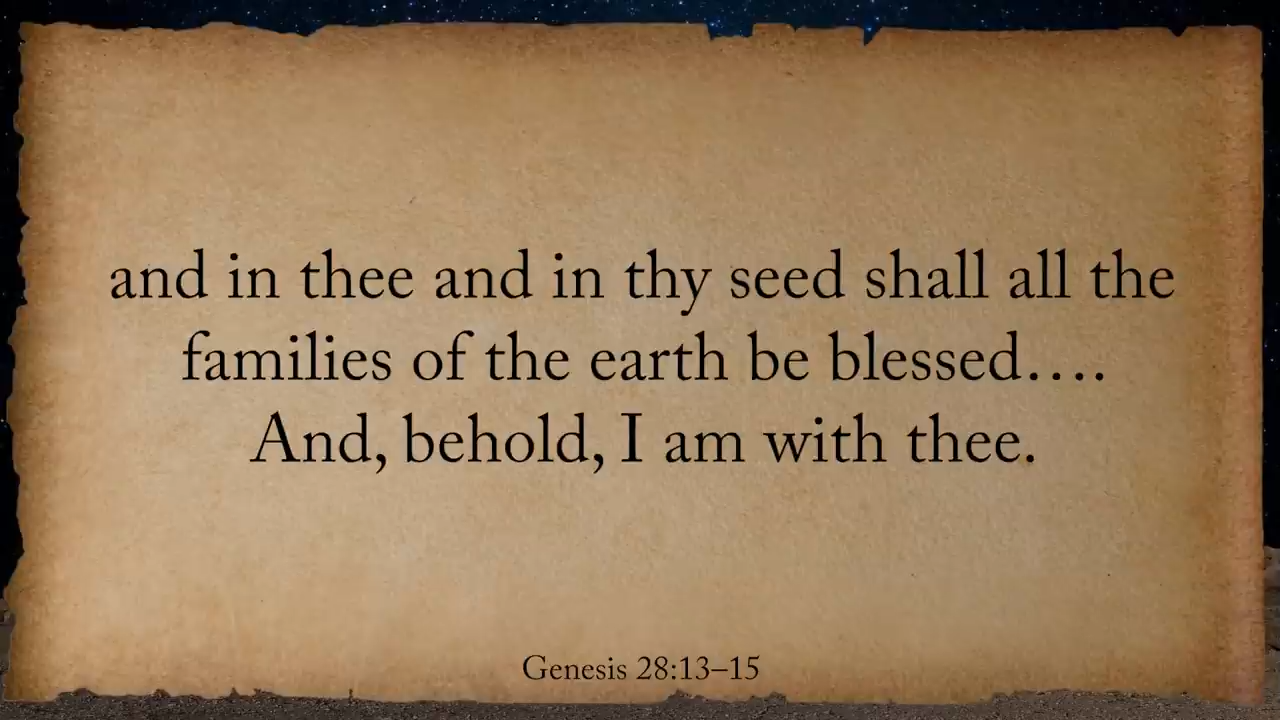 and in thee and in thy seed shall all the
families of the earth be blessed….
And, behold, I am with thee.
Genesis 28:13–15